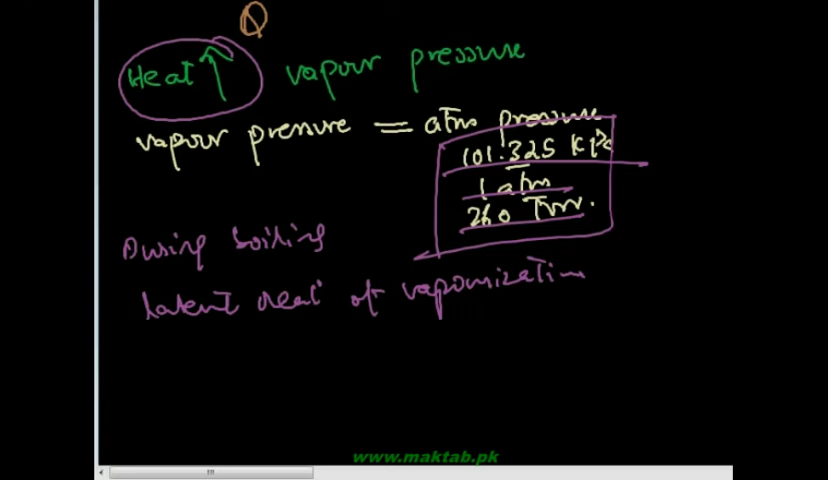 Q
Heat ↑ vapour pressure
vapour pressure = atm pressure
101.325 kPa
1 atm
760 Torr.
During boiling
latent heat of vapourization
www.maktab.pk